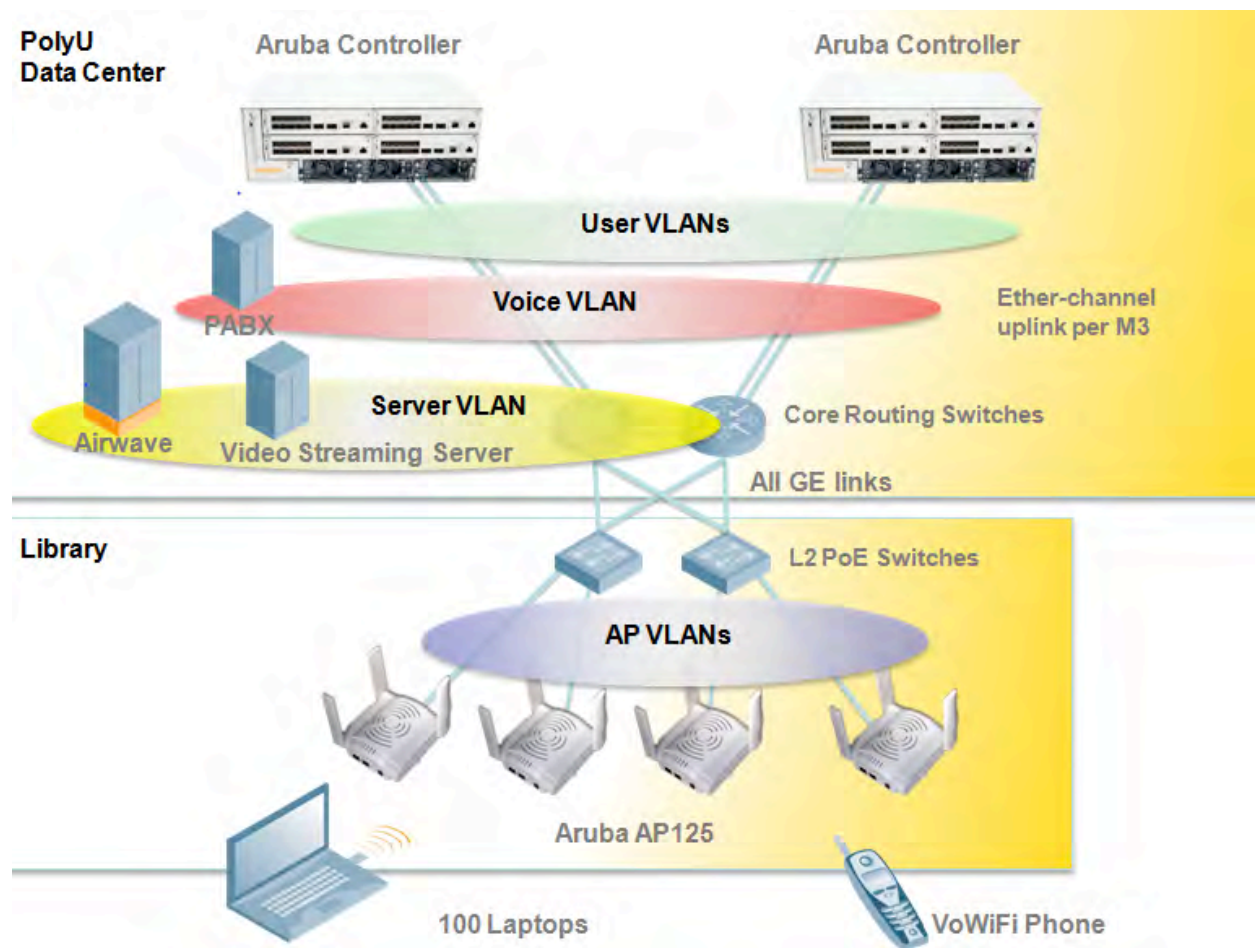 PolyU
Data Center
Aruba Controller
Aruba Controller
User VLANs
Voice VLAN
PABX
Ether-channel
uplink per M3
Server VLAN
Airwave
Video Streaming Server
Core Routing Switches
All GE links
Library
L2 PoE Switches
AP VLANs
Aruba AP125
100 Laptops
VoWiFi Phone